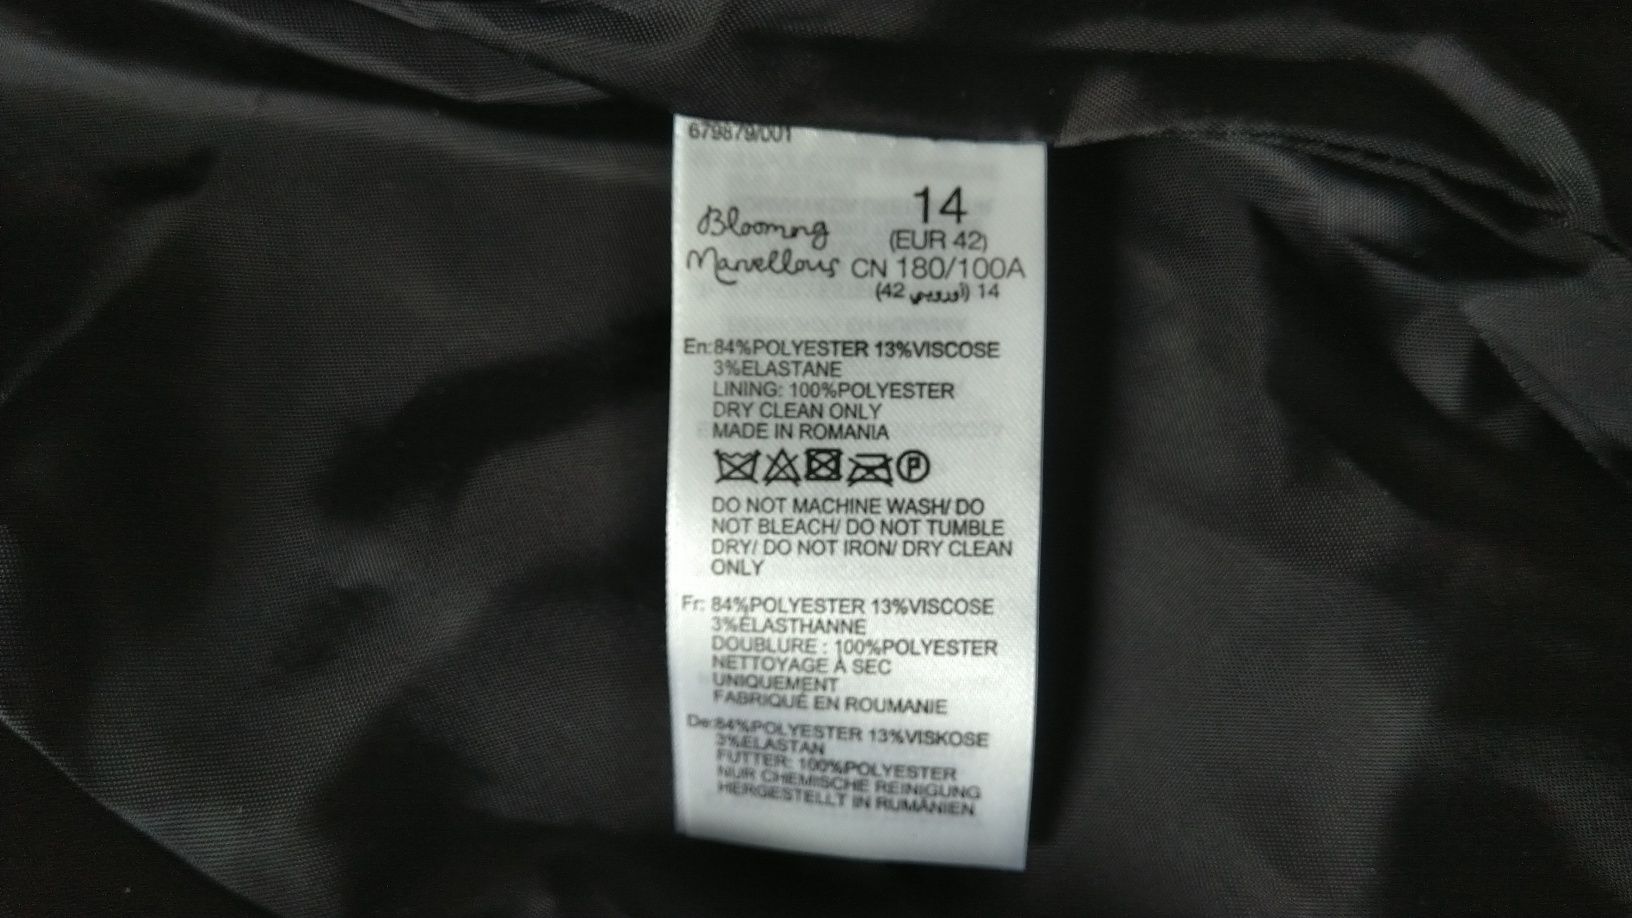 679879/001
14
Blooming
(EUR 42)
Marvellous CN 180/100A
(42 14
En:84%POLYESTER 13%VISCOSE
3%ELASTANE
LINING: 100%POLYESTER
DRY CLEAN ONLY
MADE IN ROMANIA
P
DO NOT MACHINE WASH/ DO
NOT BLEACH/ DO NOT TUMBLE
DRY/ DO NOT IRON/ DRY CLEAN
ONLY
Fr: 84%POLYESTER 13%VISCOSE
3%ÉLASTHANNE
DOUBLURE : 100%POLYESTER
NETTOYAGE À SEC
UNIQUEMENT
FABRIQUÉ EN ROUMANIE
De:84%POLYESTER 13%VISKOSE
3%ELASTAN
FUTTER: 100%POLYESTER
NUR CHEMISCHE REINIGUNG
HERGESTELLT IN RUMÄNIEN